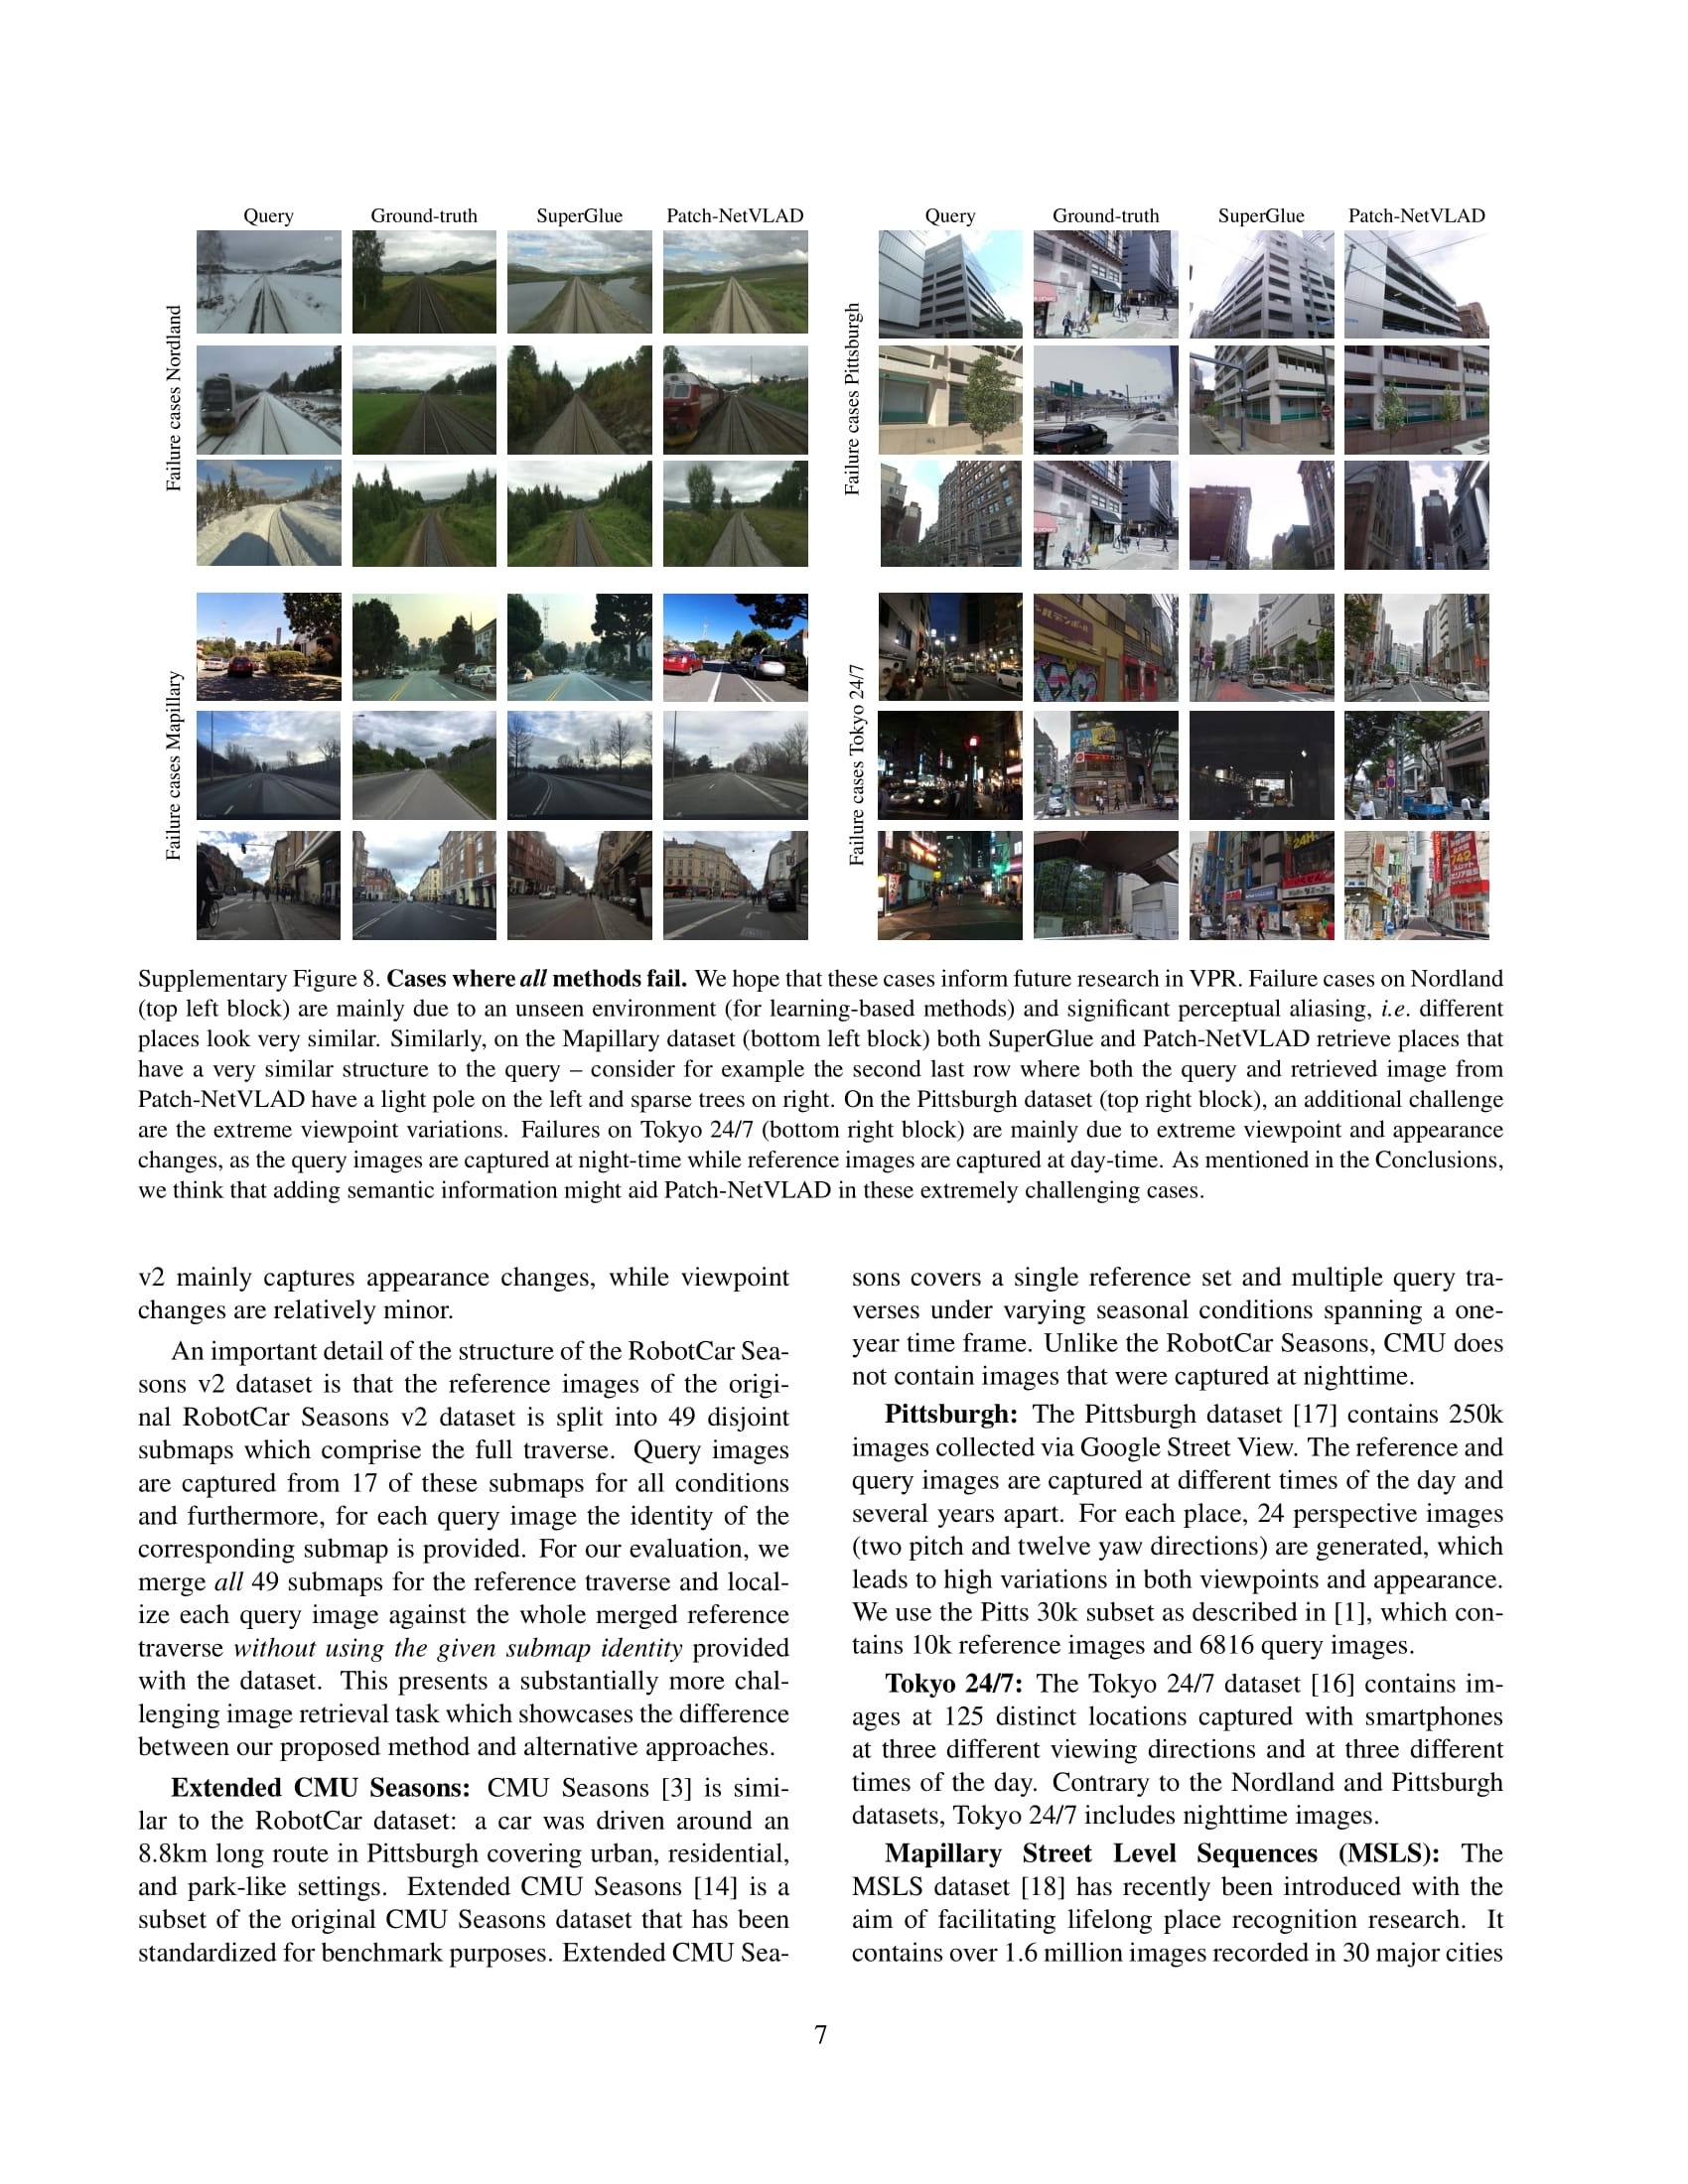 Query Ground-truth SuperGlue Patch-NetVLAD
Failure cases Nordland
Failure cases Mapillary
Query Ground-truth SuperGlue Patch-NetVLAD
Failure cases Pittsburgh
Failure cases Tokyo 24/7
Supplementary Figure 8. Cases where all methods fail. We hope that these cases inform future research in VPR. Failure cases on Nordland
(top left block) are mainly due to an unseen environment (for learning-based methods) and significant perceptual aliasing, i.e. different
places look very similar. Similarly, on the Mapillary dataset (bottom left block) both SuperGlue and Patch-NetVLAD retrieve places that
have a very similar structure to the query – consider for example the second last row where both the query and retrieved image from
Patch-NetVLAD have a light pole on the left and sparse trees on right. On the Pittsburgh dataset (top right block), an additional challenge
are the extreme viewpoint variations. Failures on Tokyo 24/7 (bottom right block) are mainly due to extreme viewpoint and appearance
changes, as the query images are captured at night-time while reference images are captured at day-time. As mentioned in the Conclusions,
we think that adding semantic information might aid Patch-NetVLAD in these extremely challenging cases.
v2 mainly captures appearance changes, while viewpoint
changes are relatively minor.
An important detail of the structure of the RobotCar Sea-
sons v2 dataset is that the reference images of the origi-
nal RobotCar Seasons v2 dataset is split into 49 disjoint
submaps which comprise the full traverse. Query images
are captured from 17 of these submaps for all conditions
and furthermore, for each query image the identity of the
corresponding submap is provided. For our evaluation, we
merge all 49 submaps for the reference traverse and local-
ize each query image against the whole merged reference
traverse without using the given submap identity provided
with the dataset. This presents a substantially more chal-
lenging image retrieval task which showcases the difference
between our proposed method and alternative approaches.
Extended CMU Seasons: CMU Seasons [3] is simi-
lar to the RobotCar dataset: a car was driven around an
8.8km long route in Pittsburgh covering urban, residential,
and park-like settings. Extended CMU Seasons [14] is a
subset of the original CMU Seasons dataset that has been
standardized for benchmark purposes. Extended CMU Sea-
sons covers a single reference set and multiple query tra-
verses under varying seasonal conditions spanning a one-
year time frame. Unlike the RobotCar Seasons, CMU does
not contain images that were captured at nighttime.
Pittsburgh: The Pittsburgh dataset [17] contains 250k
images collected via Google Street View. The reference and
query images are captured at different times of the day and
several years apart. For each place, 24 perspective images
(two pitch and twelve yaw directions) are generated, which
leads to high variations in both viewpoints and appearance.
We use the Pitts 30k subset as described in [1], which con-
tains 10k reference images and 6816 query images.
Tokyo 24/7: The Tokyo 24/7 dataset [16] contains im-
ages at 125 distinct locations captured with smartphones
at three different viewing directions and at three different
times of the day. Contrary to the Nordland and Pittsburgh
datasets, Tokyo 24/7 includes nighttime images.
Mapillary Street Level Sequences (MSLS): The
MSLS dataset [18] has recently been introduced with the
aim of facilitating lifelong place recognition research. It
contains over 1.6 million images recorded in 30 major cities
7